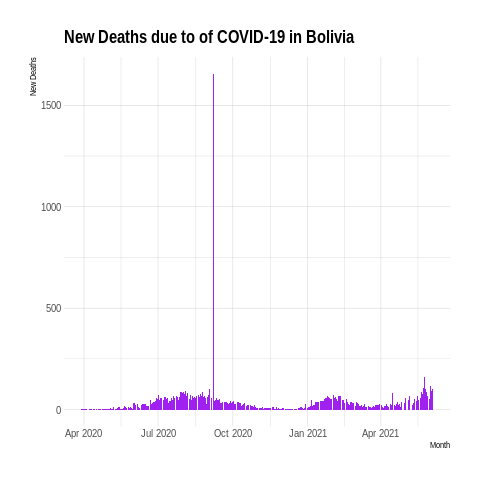 New Deaths due to of COVID-19 in Bolivia
New Deaths
1500
1000
500
0
Apr 2020 Jul 2020 Oct 2020 Jan 2021 Apr 2021
Month